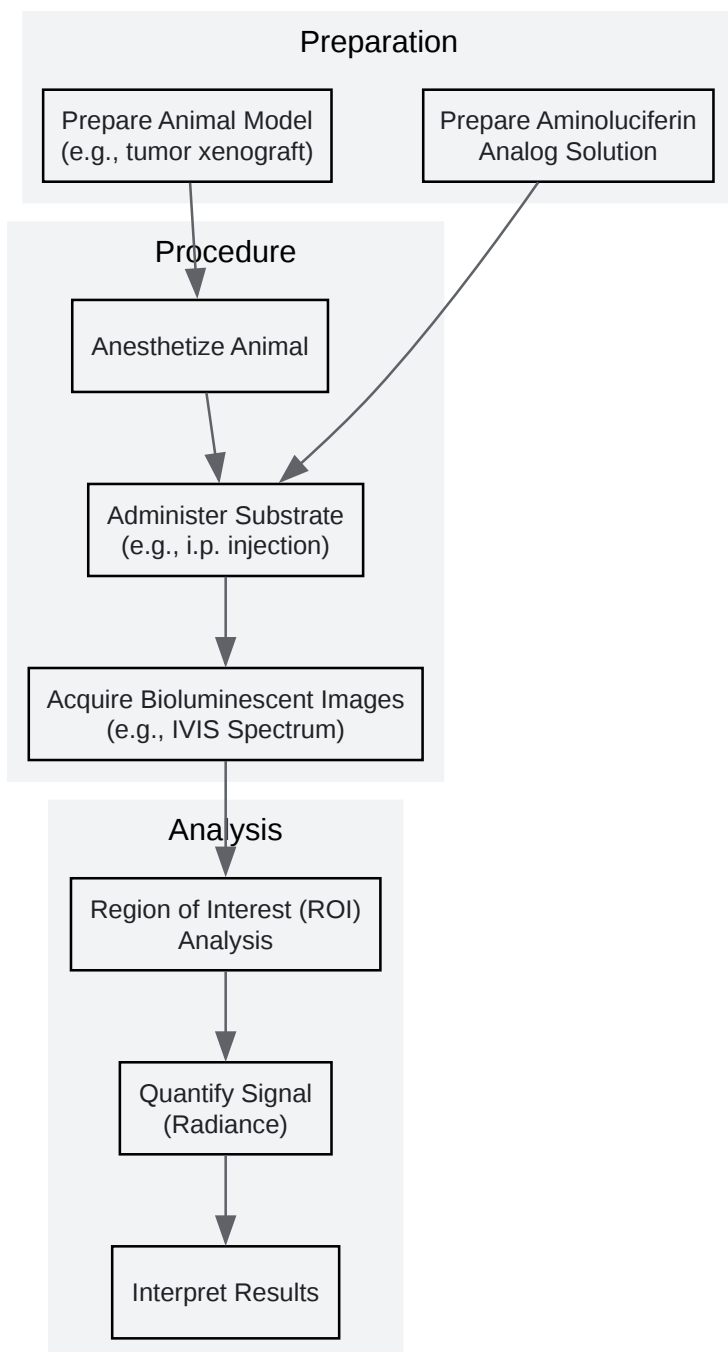 Preparation
Prepare Animal Model
(e.g., tumor xenograft)
Prepare Aminoluciferin
Analog Solution
Procedure
Anesthetize Animal
Administer Substrate
(e.g., i.p. injection)
Acquire Bioluminescent Images
(e.g., IVIS Spectrum)
Analysis
Region of Interest (ROI)
Analysis
Quantify Signal
(Radiance)
Interpret Results